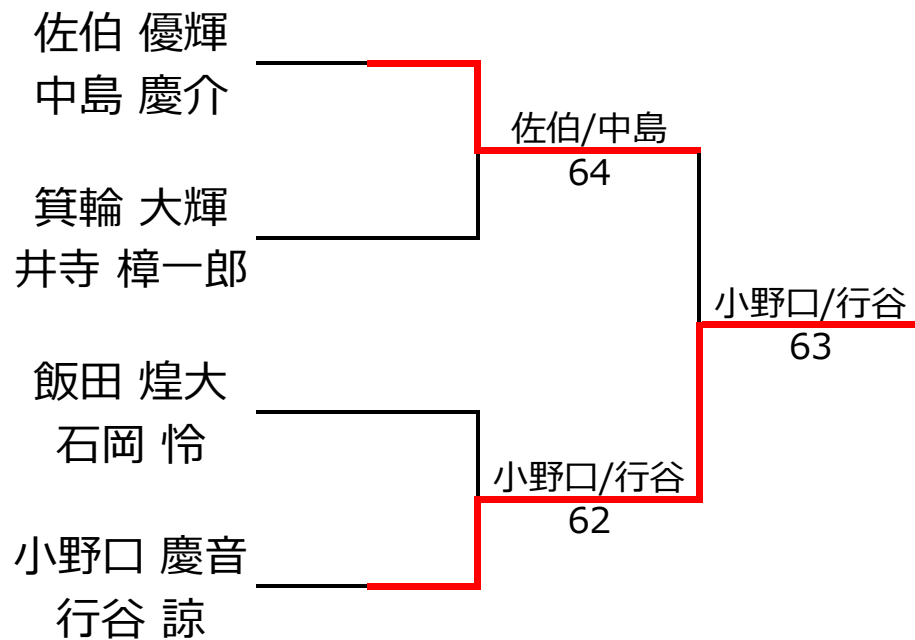 佐伯 優輝
中島 慶介
佐伯/中島
64
箕輪 大輝
井寺 樟一郎
小野口/行谷
63
飯田 煌大
石岡 怜
小野口/行谷
62
小野口 慶音
行谷 諒